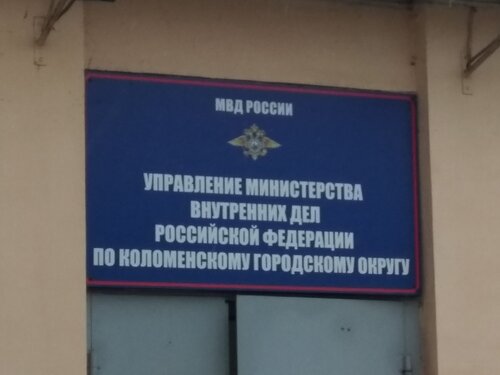 МВД РОССИИ
УПРАВЛЕНИЕ МИНИСТЕРСТВА
ВНУТРЕННИХ ДЕЛ
РОССИЙСКОЙ ФЕДЕРАЦИИ
ПО КОЛОМЕНСКОМУ ГОРОДСКОМУ ОКРУГУ